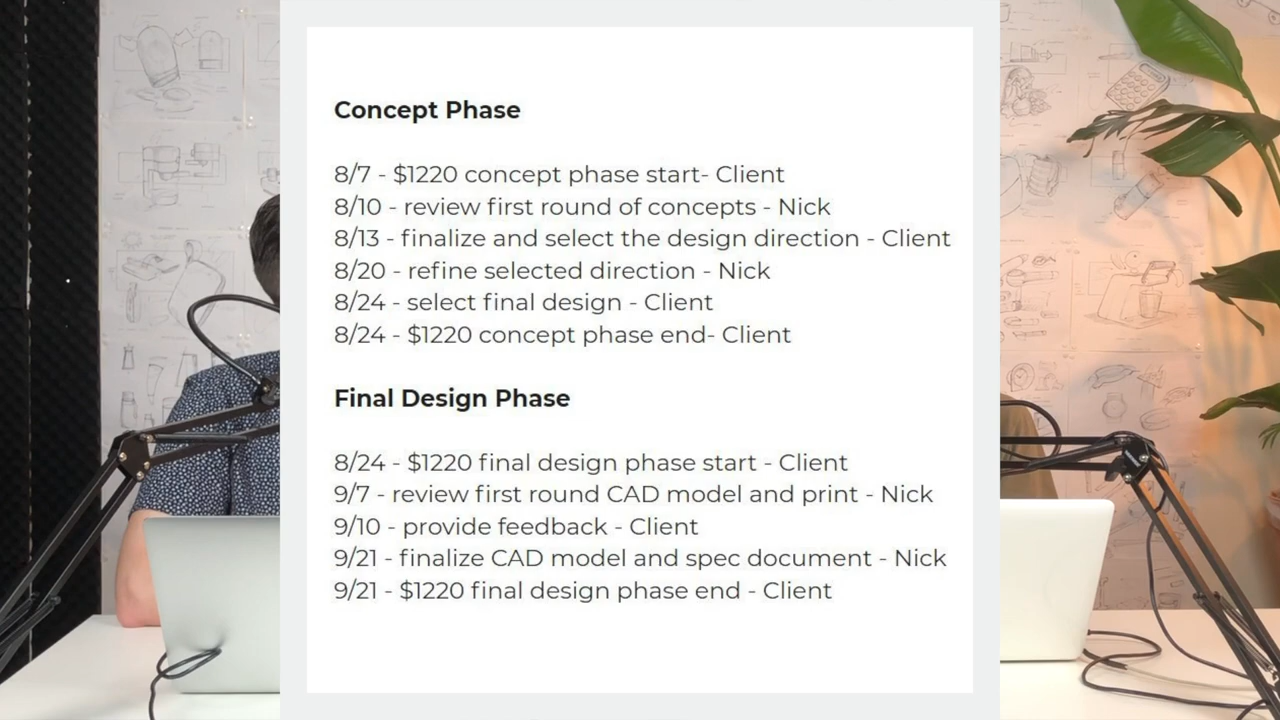 Concept Phase
8/7 - $1220 concept phase start- Client
8/10 - review first round of concepts - Nick
8/13 - finalize and select the design direction - Client
8/20 - refine selected direction - Nick
8/24 - select final design - Client
8/24 - $1220 concept phase end- Client
Final Design Phase
8/24 - $1220 final design phase start - Client
9/7 - review first round CAD model and print - Nick
9/10 - provide feedback - Client
9/21 - finalize CAD model and spec document - Nick
9/21 - $1220 final design phase end - Client